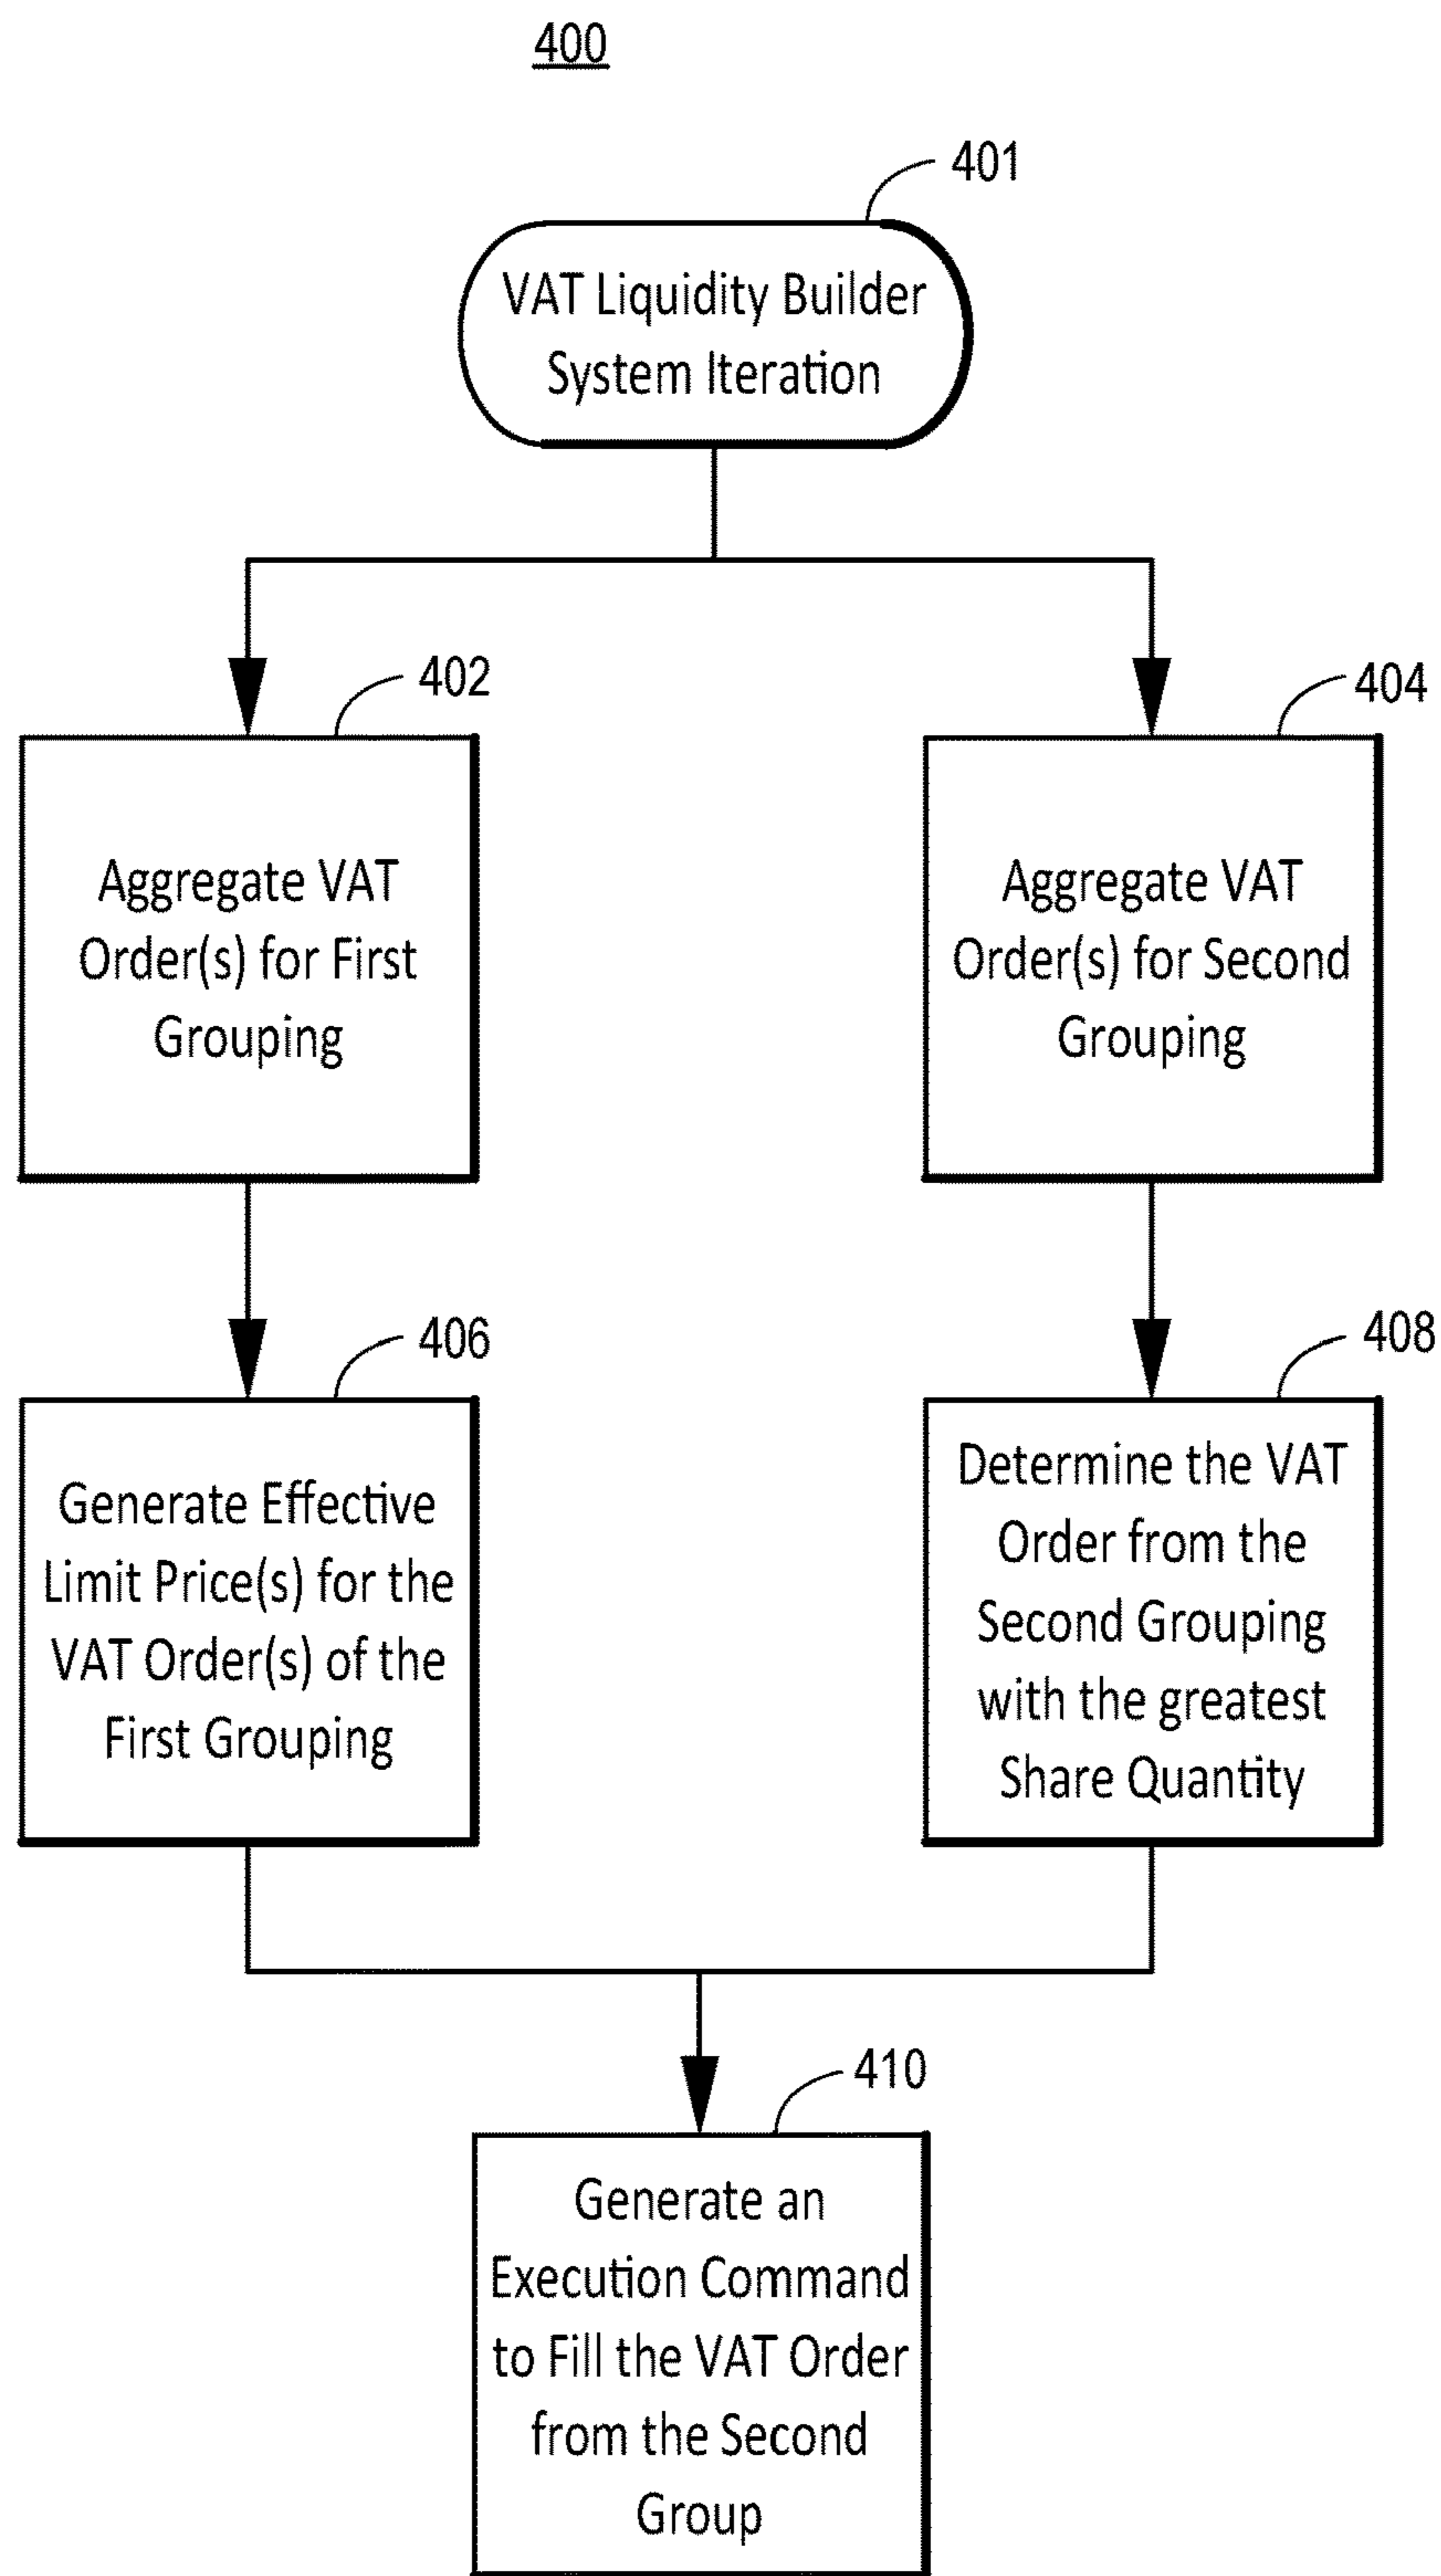 400
401
VAT Liquidity Builder
System Iteration
402
Aggregate VAT
Order(s) for First
Grouping
404
Aggregate VAT
Order(s) for Second
Grouping
406
Generate Effective
Limit Price(s) for the
VAT Order(s) of the
First Grouping
408
Determine the VAT
Order from the
Second Grouping
with the greatest
Share Quantity
410
Generate an
Execution Command
to Fill the VAT Order
from the Second
Group